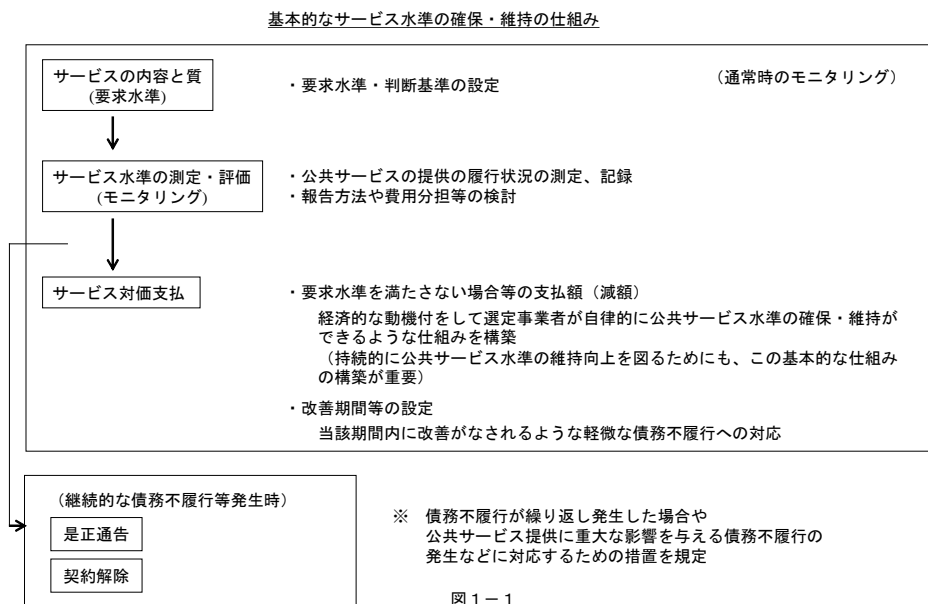 基本的なサービス水準の確保・維持の仕組み
サービスの内容と質
(要求水準)
・要求水準・判断基準の設定
（通常時のモニタリング）
サービス水準の測定・評価
(モニタリング)
・公共サービスの提供の履行状況の測定、記録
・報告方法や費用分担等の検討
サービス対価支払
・要求水準を満たさない場合等の支払額（減額）
経済的な動機付をして選定事業者が自律的に公共サービス水準の確保・維持が
できるような仕組みを構築
（持続的に公共サービス水準の維持向上を図るためにも、この基本的な仕組み
の構築が重要）
・改善期間等の設定
当該期間内に改善がなされるような軽微な債務不履行への対応
（継続的な債務不履行等発生時）
是正通告
契約解除
※　債務不履行が繰り返し発生した場合や
公共サービス提供に重大な影響を与える債務不履行の
発生などに対応するための措置を規定
図１－１